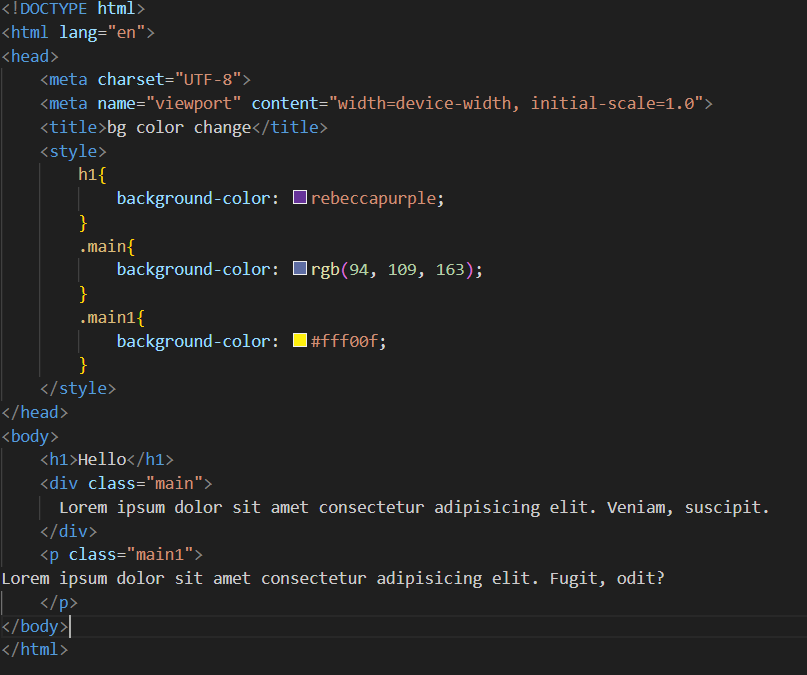 <!DOCTYPE html>
<html lang="en">
<head>
    <meta charset="UTF-8">
    <meta name="viewport" content="width=device-width, initial-scale=1.0">
    <title>bg color change</title>
    <style>
        h1{
            background-color: rebeccapurple;
        }
        .main{
            background-color: rgb(94, 109, 163);
        }
        .main1{
            background-color: #fff00f;
        }
    </style>
</head>
<body>
    <h1>Hello</h1>
    <div class="main">
      Lorem ipsum dolor sit amet consectetur adipisicing elit. Veniam, suscipit.
    </div>
    <p class="main1">
Lorem ipsum dolor sit amet consectetur adipisicing elit. Fugit, odit?
    </p>
</body>
</html>